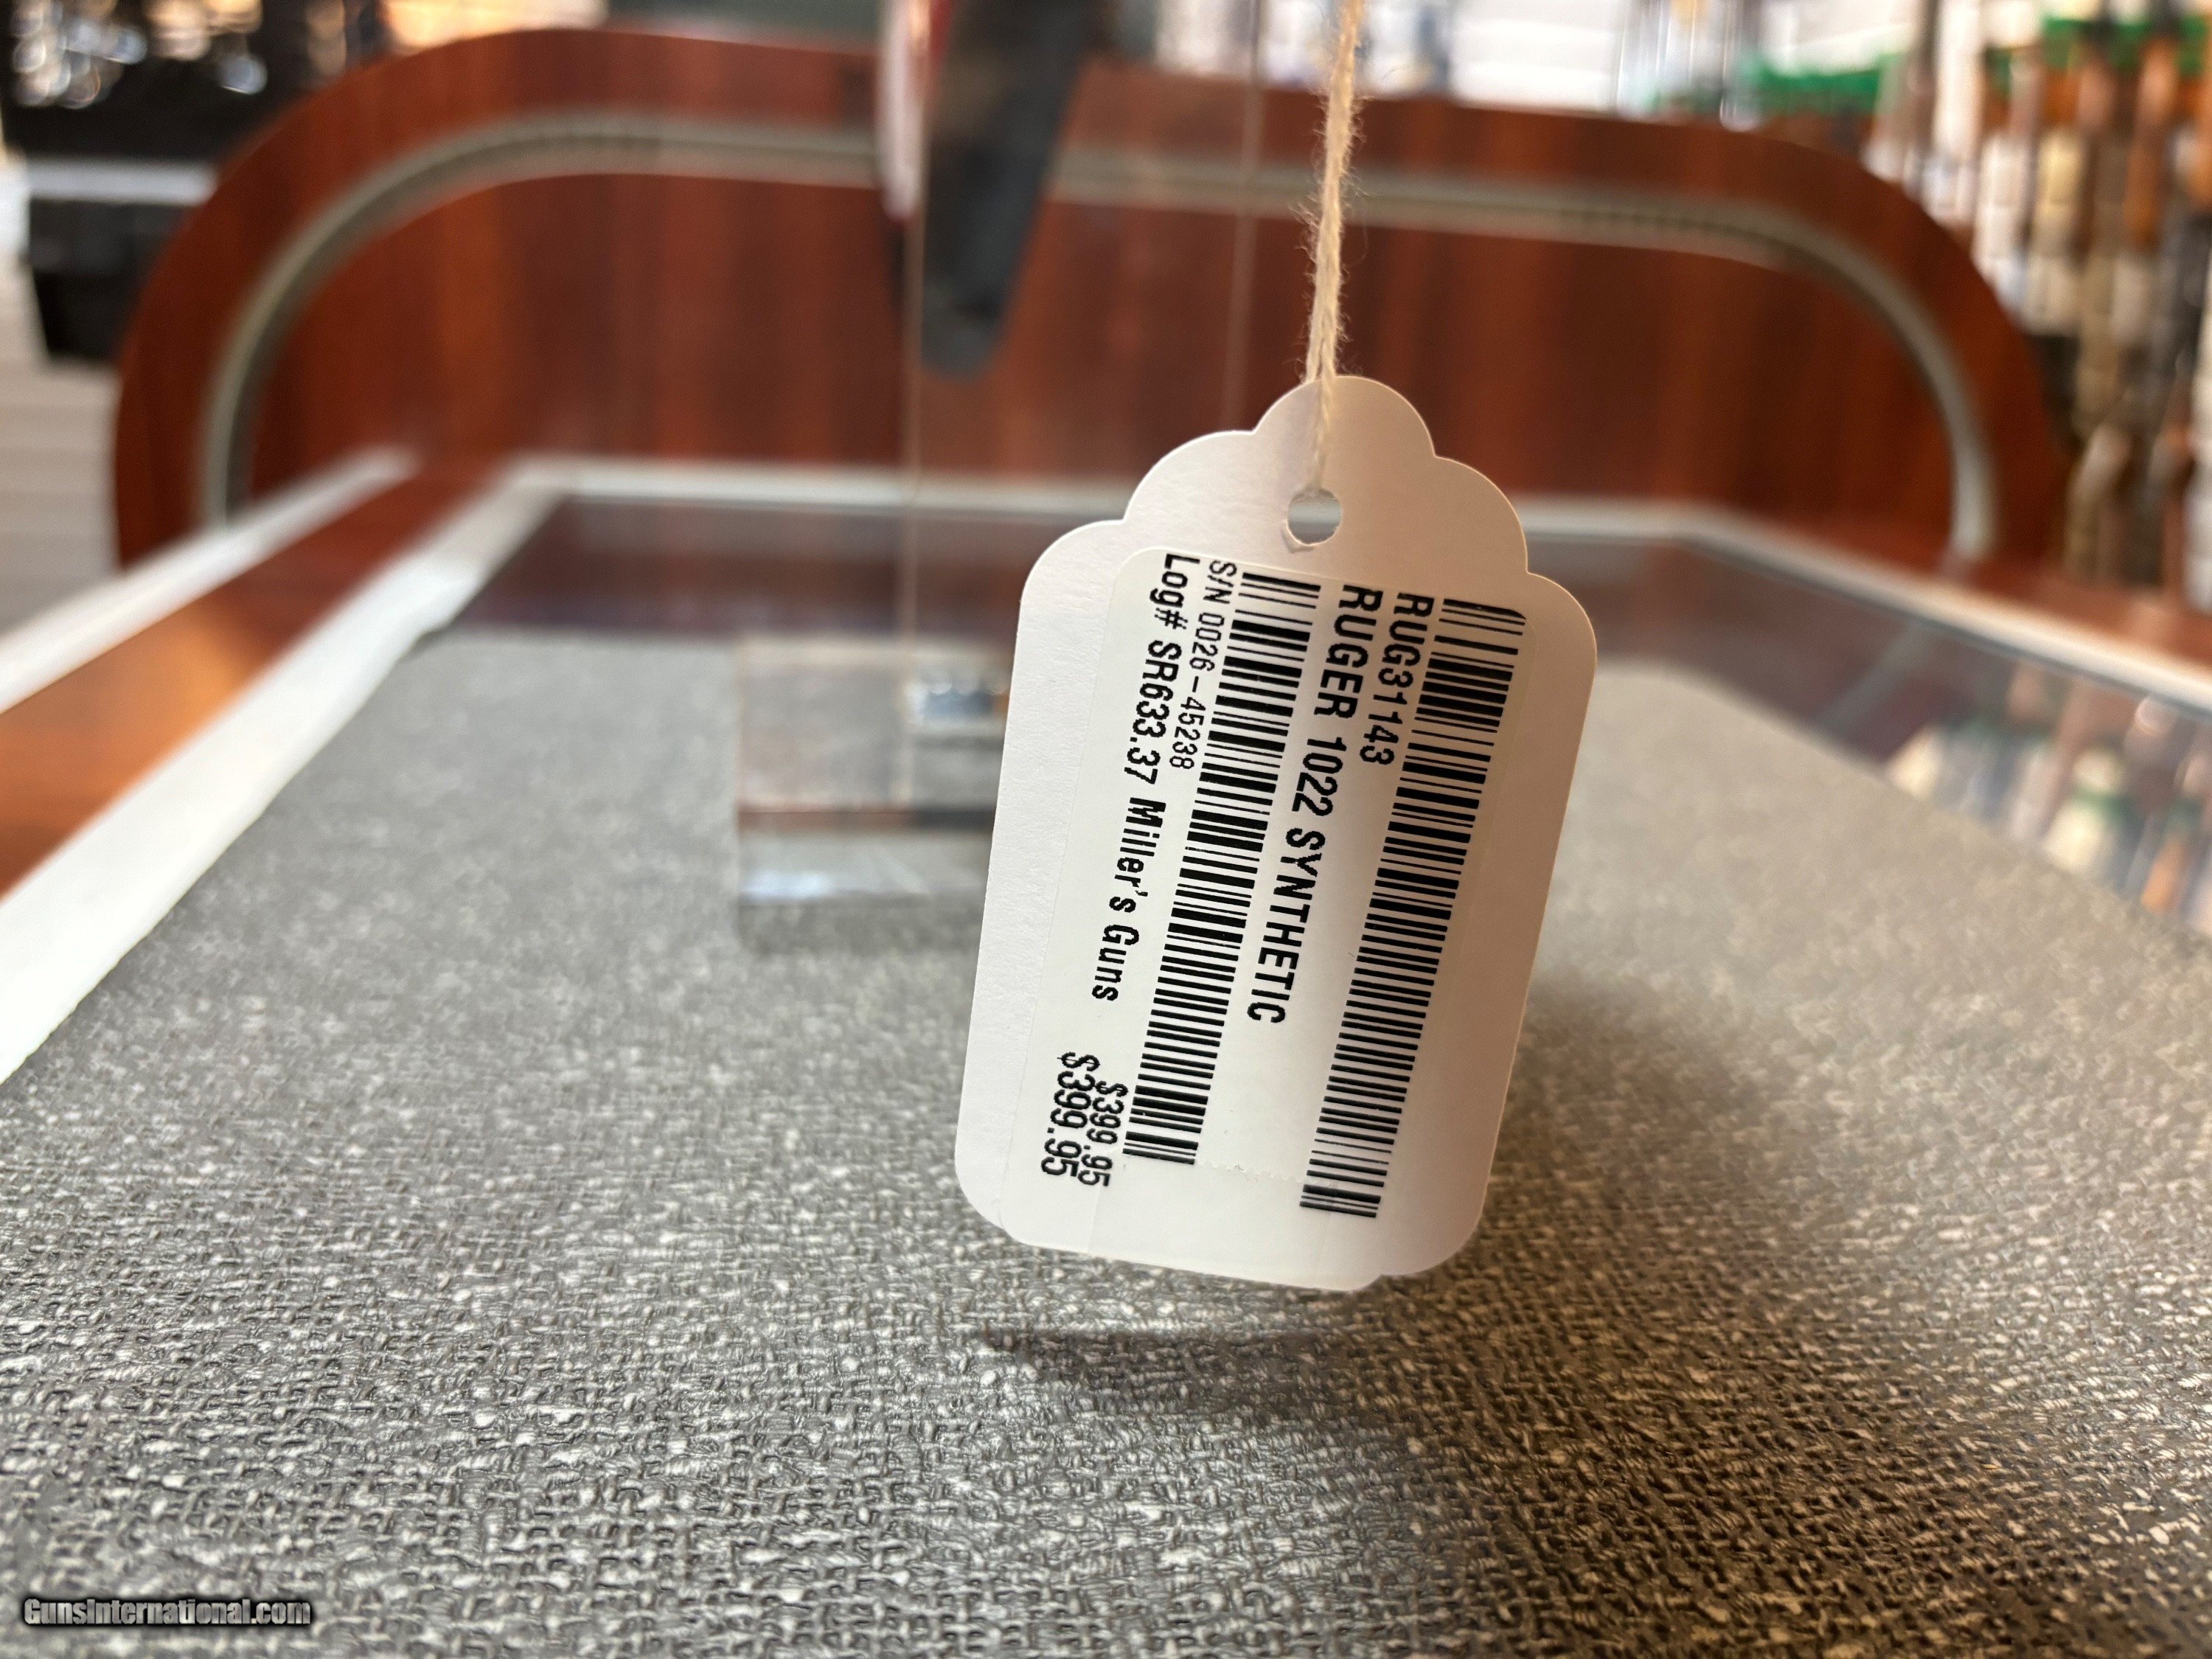 RUG31143
RUGER 1022 SYNTHETIC
S/N 0026-45238
Log# SR633.37 Miller's Guns
$399.95
$399.95
GunsInternational.com